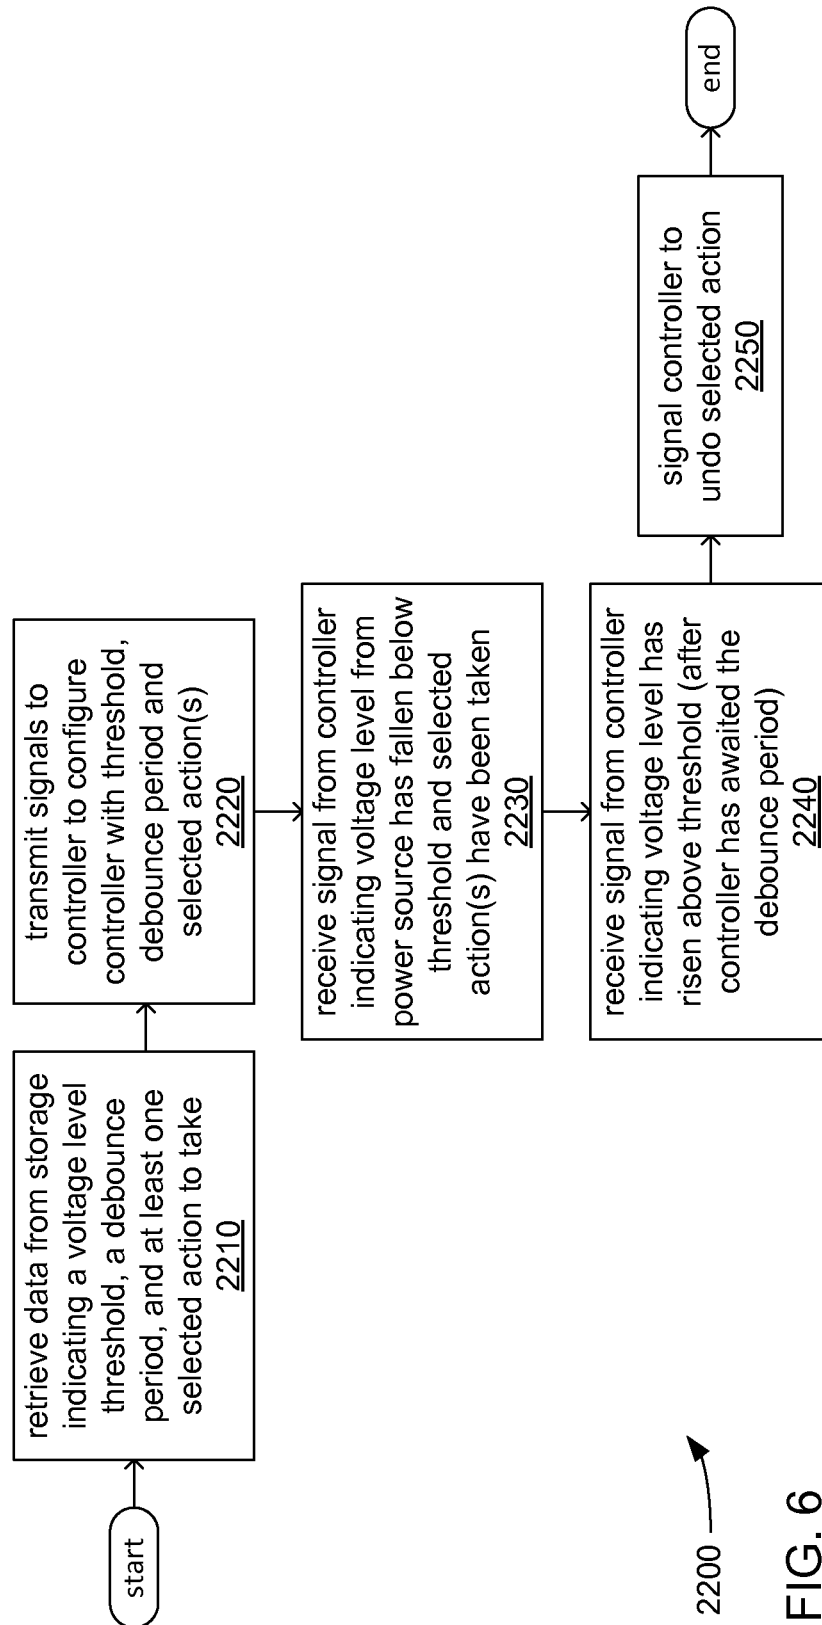 start
retrieve data from storage
indicating a voltage level
threshold, a debounce
period, and at least one
selected action to take
2210
transmit signals to
controller to configure
controller with threshold,
debounce period and
selected action(s)
2220
receive signal from controller
indicating voltage level from
power source has fallen below
threshold and selected
action(s) have been taken
2230
receive signal from controller
indicating voltage level has
risen above threshold (after
controller has awaited the
debounce period)
2240
signal controller to
undo selected action
2250
end
2200
FIG. 6